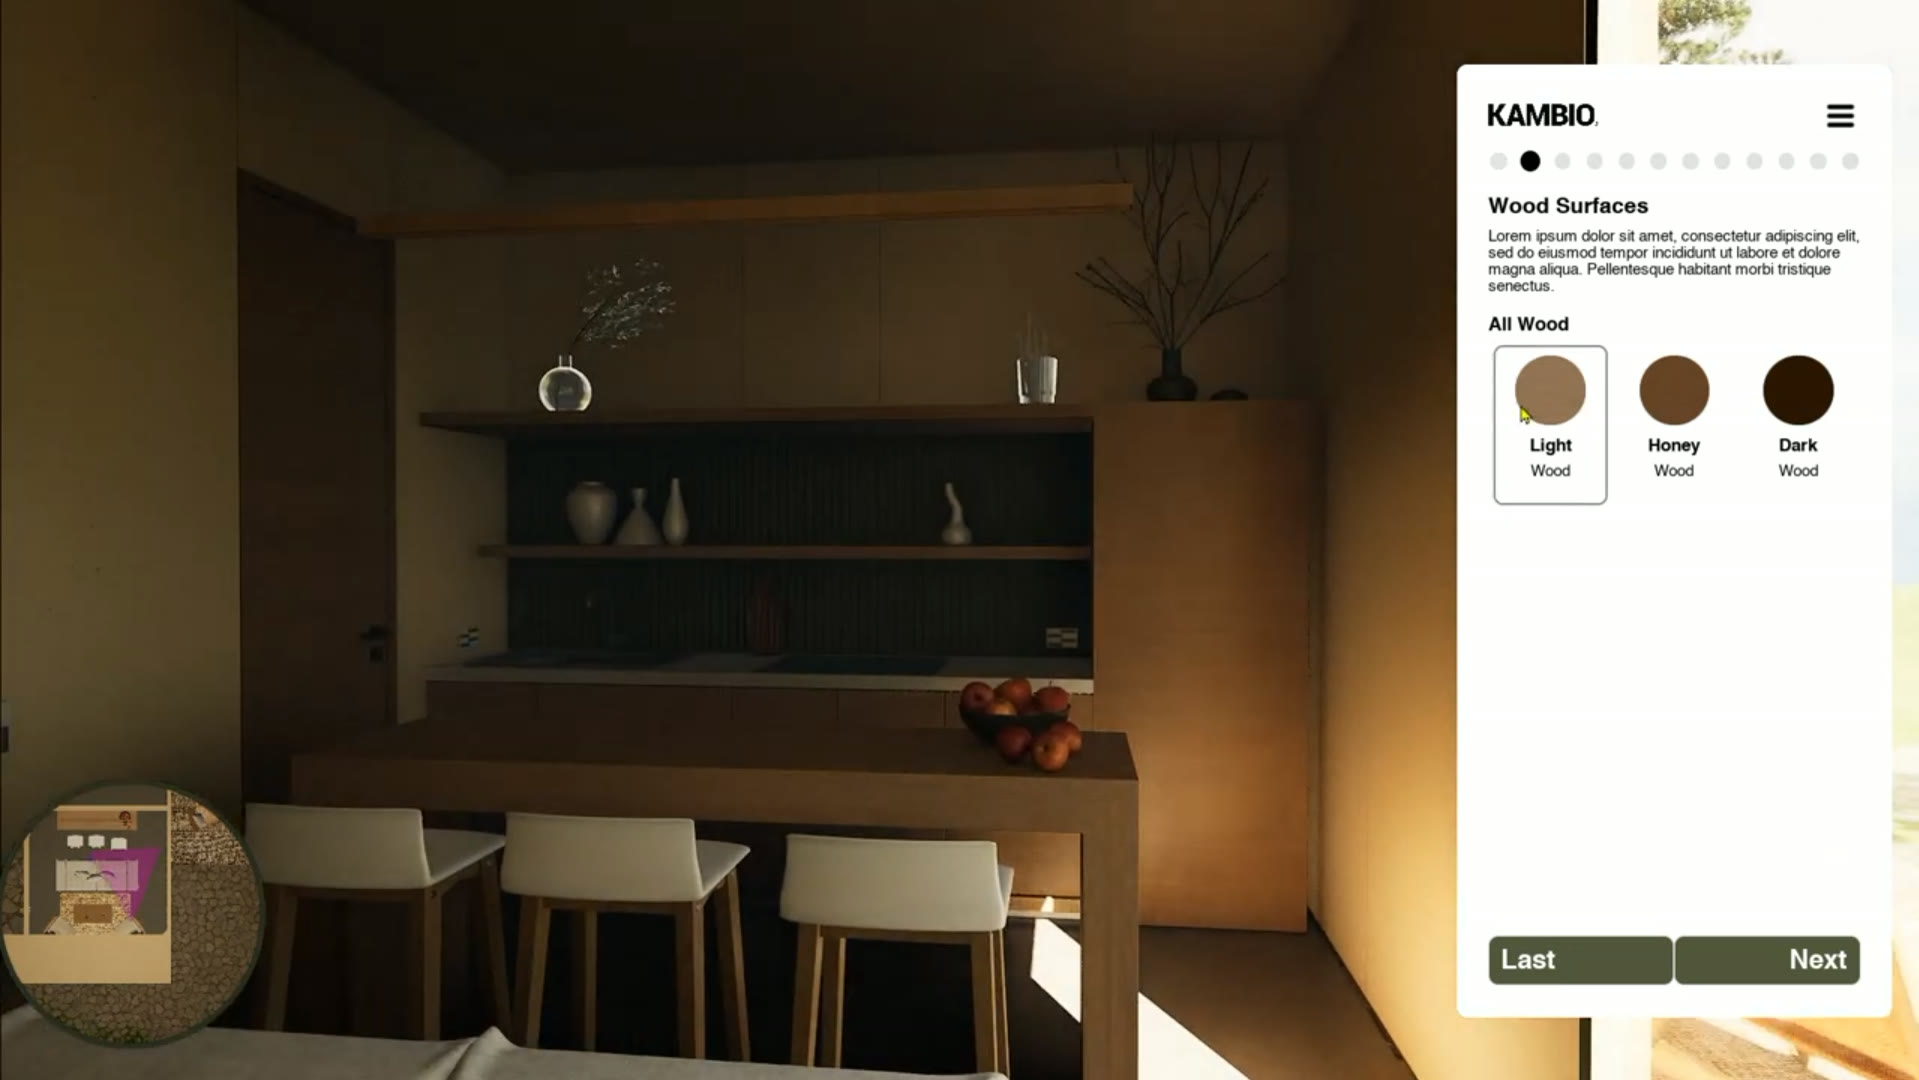 KAMBIO
Wood Surfaces
Lorem ipsum dolor sit amet, consectetur adipiscing elit,
sed do eiusmod tempor incididunt ut labore et dolore
magna aliqua. Pellentesque habitant morbi tristique
senectus.
All Wood
Light
Wood
Honey
Wood
Dark
Wood
Last
Next